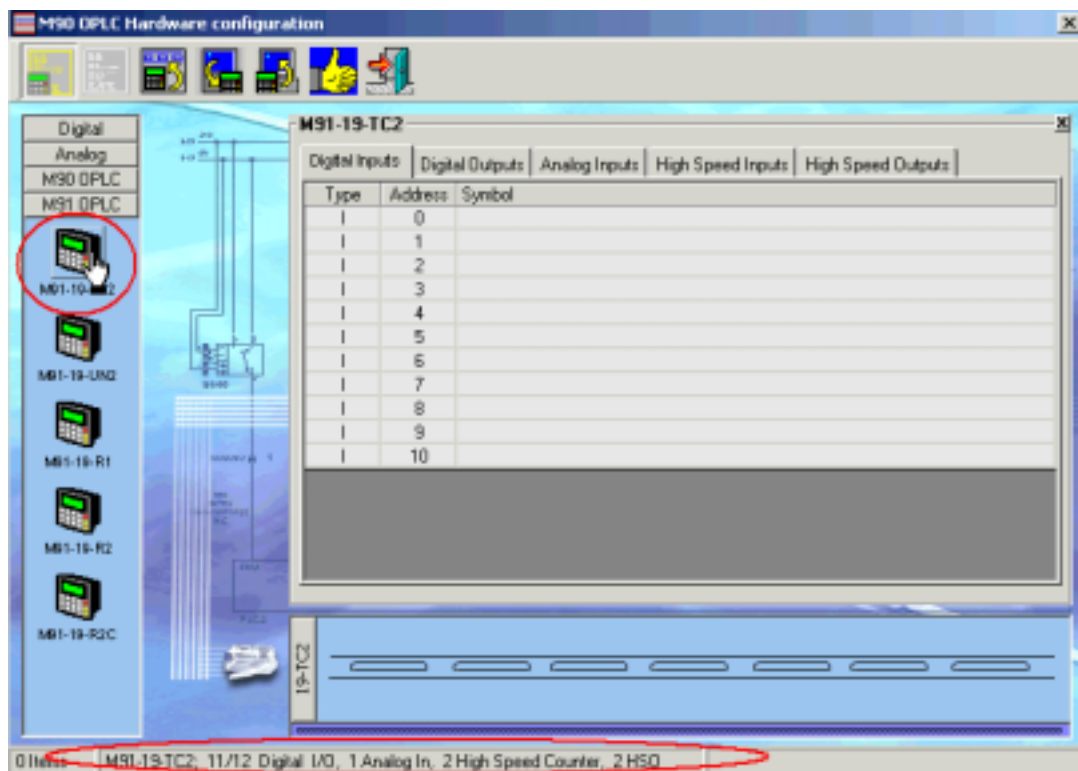 M90 OPLC Hardware configuration
Digital
Analog
M90 OPLC
M91 OPLC
M91-19-UN2
M91-19-R1
M91-19-R2
M91-19-R2C
M91-19-TC2
Digital Inputs Digital Outputs Analog Inputs High Speed Inputs High Speed Outputs
Type Address Symbol
I 0
I 1
I 2
I 3
I 4
I 5
I 6
I 7
I 8
I 9
I 10
19-TC2
0 Items M91-19-TC2; 11/12 Digital I/O, 1 Analog In, 2 High Speed Counter, 2 HSO